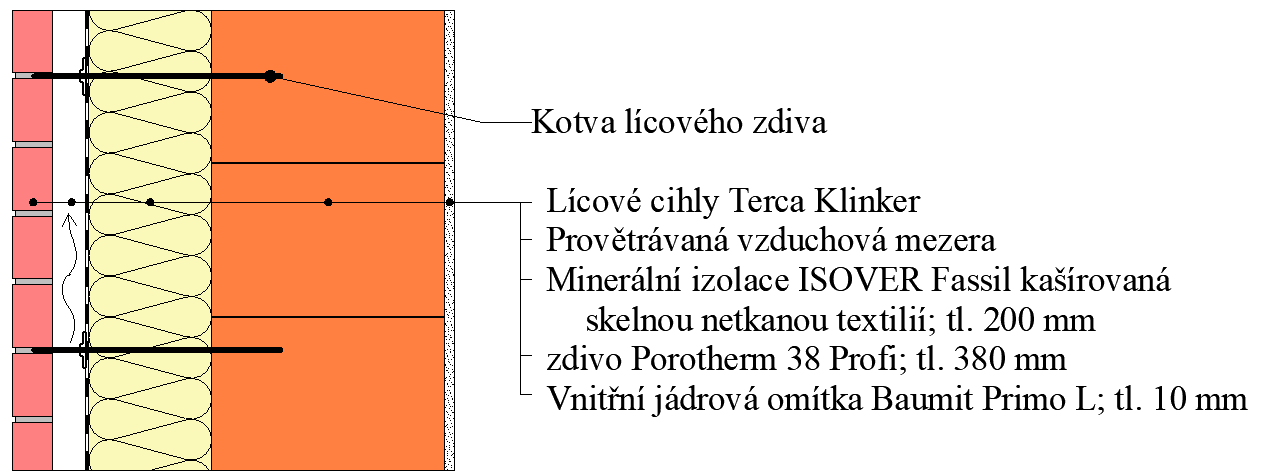 Kotva lícového zdiva
Lícové cihly Terca Klinker
Provětrávaná vzduchová mezera
Minerální izolace ISOVER Fassil kašírovaná
skelnou netkanou textilií; tl. 200 mm
zdivo Porotherm 38 Profi; tl. 380 mm
Vnitřní jádrová omítka Baumit Primo L; tl. 10 mm